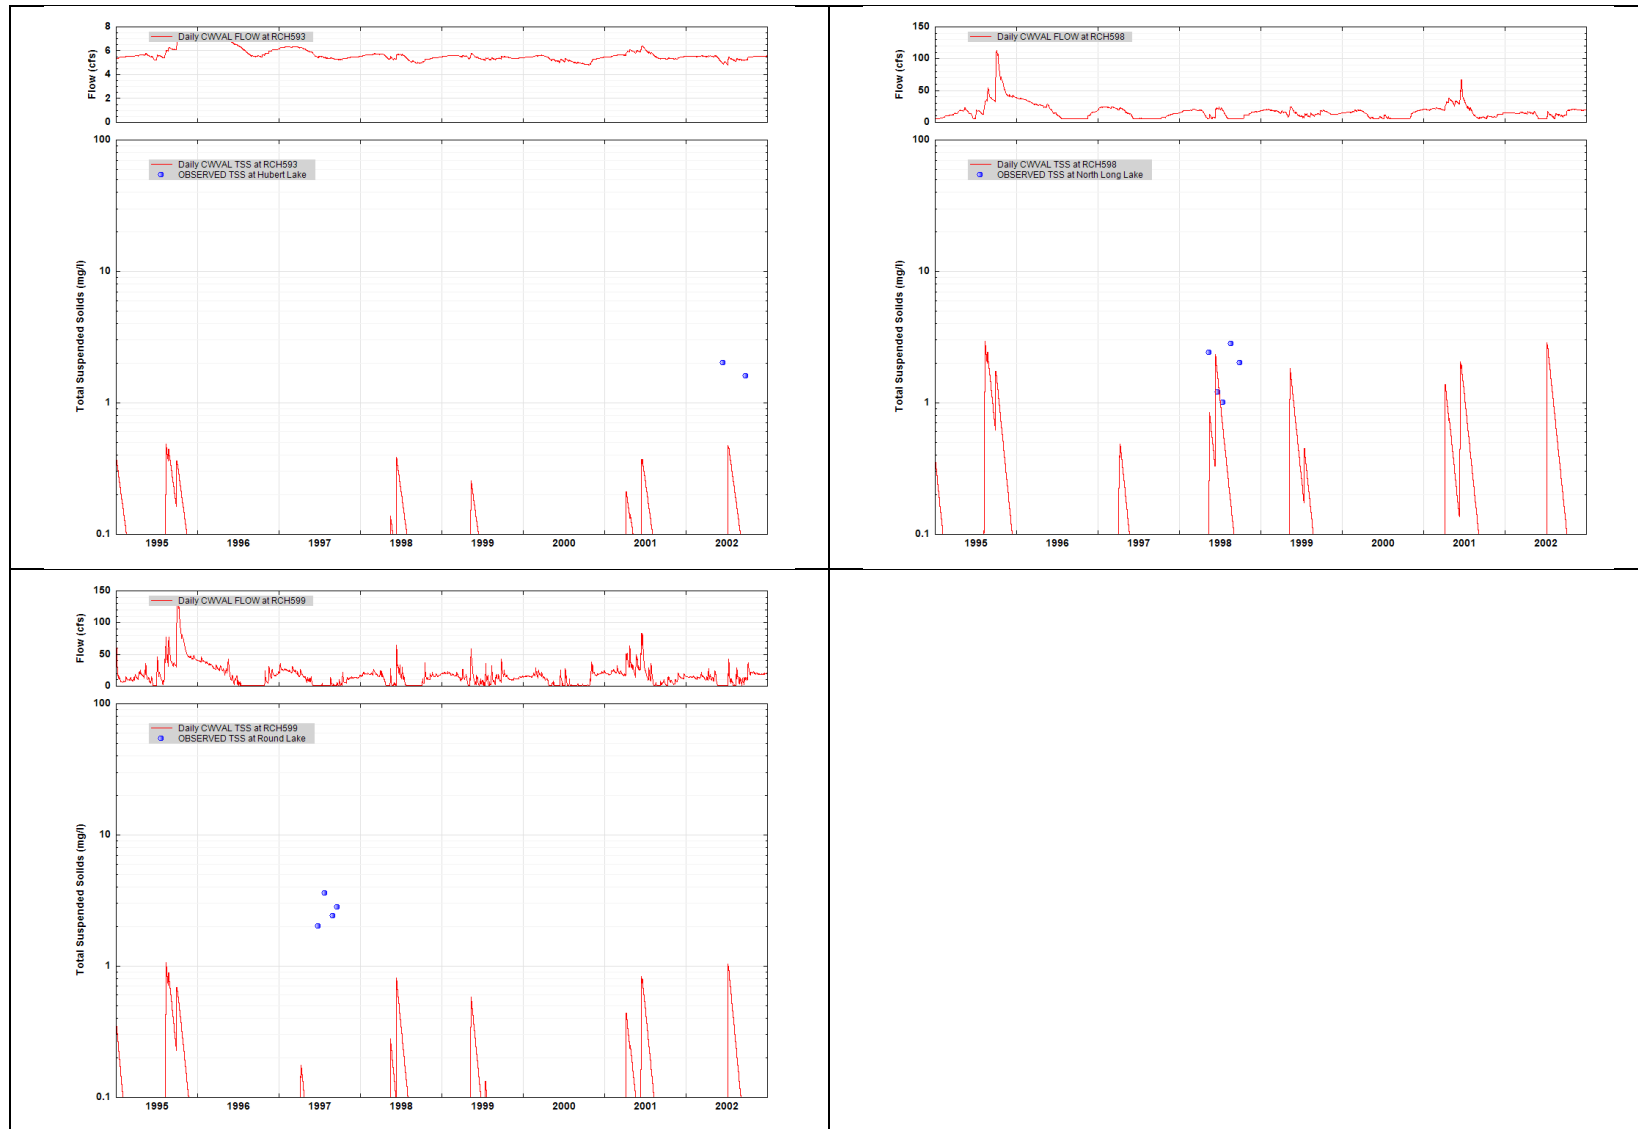 Flow (cfs)
8
6
4
2
0
Daily CWVAL FLOW at RCH593
Total Suspended Solids (mg/l)
100
10
1
0.1
Daily CWVAL TSS at RCH593
OBSERVED TSS at Hubert Lake
1995 1996 1997 1998 1999 2000 2001 2002
Flow (cfs)
150
100
50
0
Daily CWVAL FLOW at RCH598
Total Suspended Solids (mg/l)
100
10
1
0.1
Daily CWVAL TSS at RCH598
OBSERVED TSS at North Long Lake
1995 1996 1997 1998 1999 2000 2001 2002
Flow (cfs)
150
100
50
0
Daily CWVAL FLOW at RCH599
Total Suspended Solids (mg/l)
100
10
1
0.1
Daily CWVAL TSS at RCH599
OBSERVED TSS at Round Lake
1995 1996 1997 1998 1999 2000 2001 2002